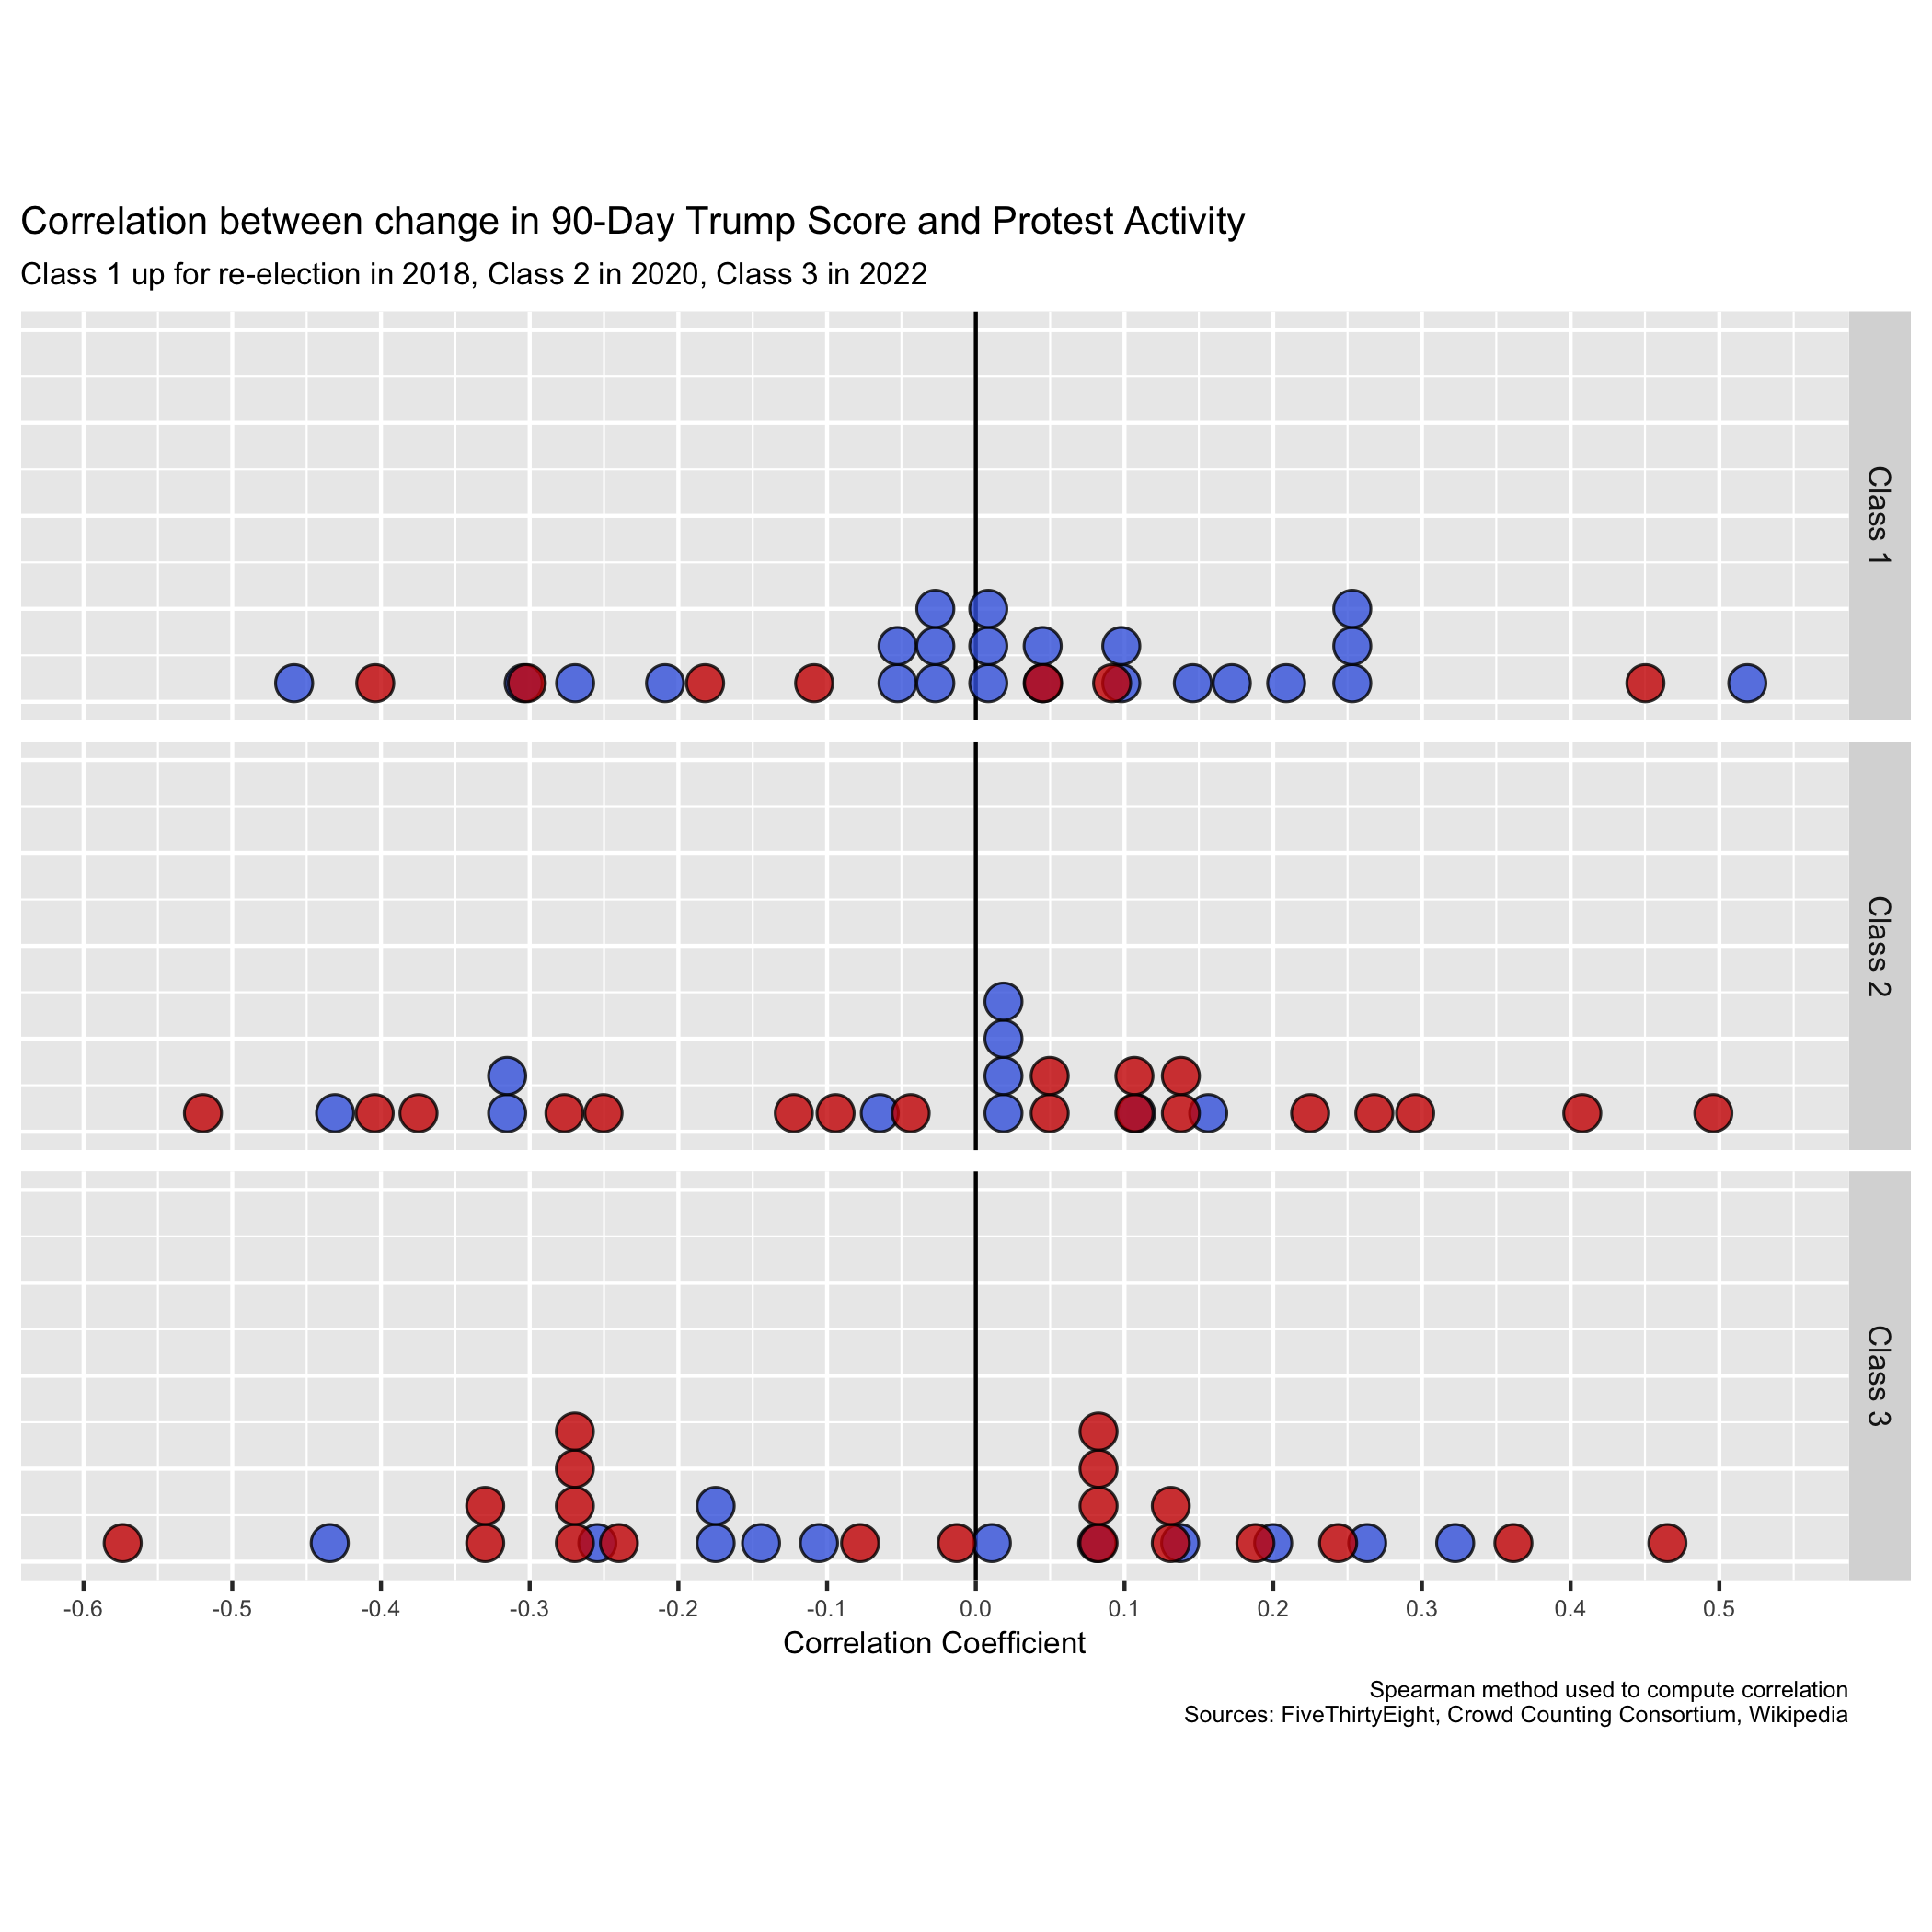 Correlation between change in 90-Day Trump Score and Protest Activity
Class 1 up for re-election in 2018, Class 2 in 2020, Class 3 in 2022
Class 1
Class 2
Class 3
-0.6 -0.5 -0.4 -0.3 -0.2 -0.1 0.0 0.1 0.2 0.3 0.4 0.5
Correlation Coefficient
Spearman method used to compute correlation
Sources: FiveThirtyEight, Crowd Counting Consortium, Wikipedia